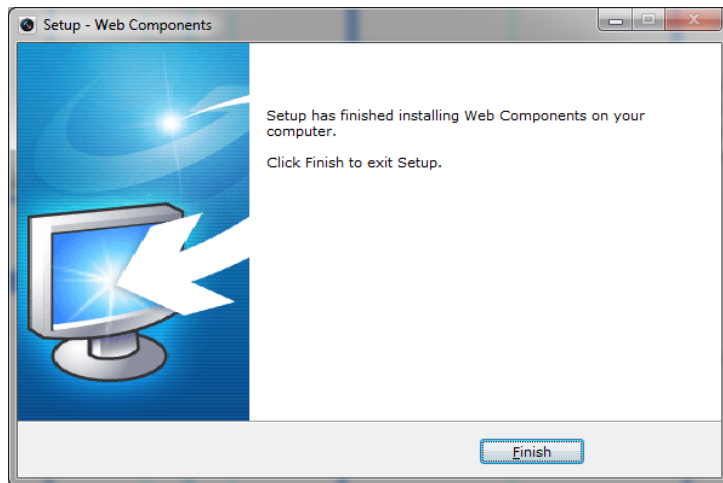 Setup - Web Components
Setup has finished installing Web Components on your
computer.
Click Finish to exit Setup.
Finish